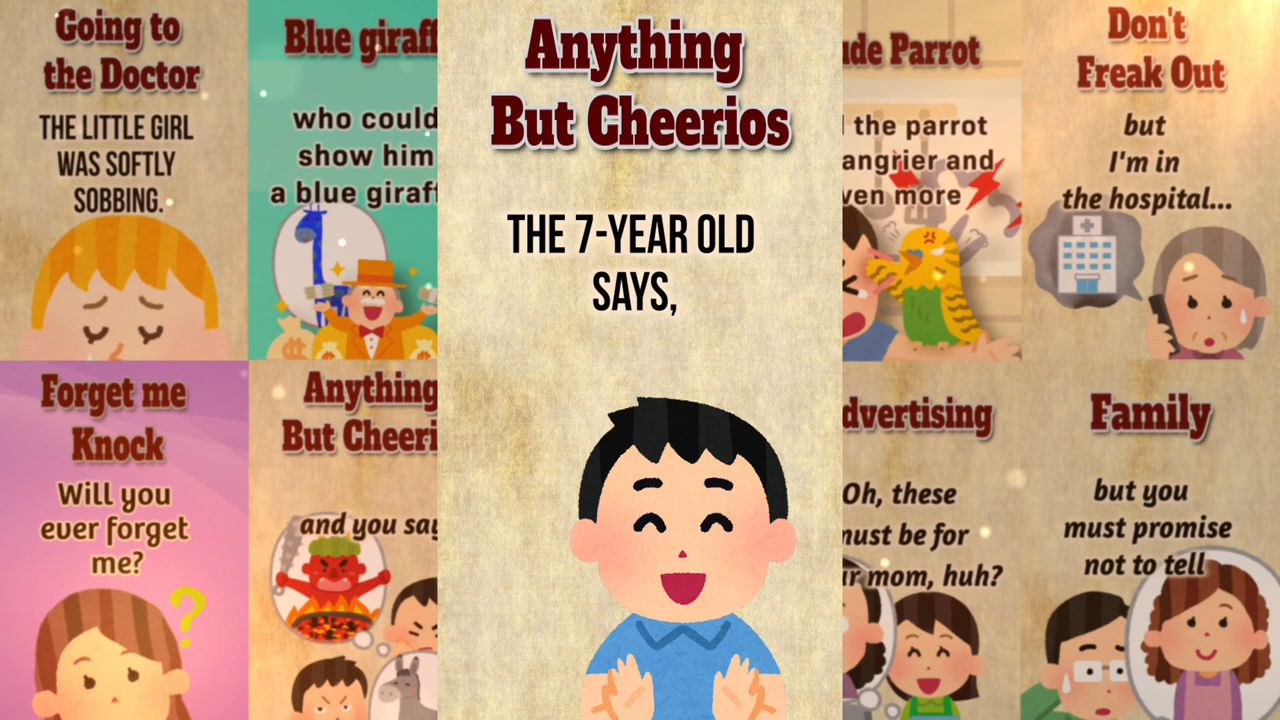 Going to
the Doctor
THE LITTLE GIRL
WAS SOFTLY
SOBBING.
Blue giraff
who could
show him
a blue giraff
Anything
But Cheerios
THE 7-YEAR OLD
SAYS,
ude Parrot
the parrot
angrier and
ven more
Don't
Freak Out
but
I'm in
the hospital...
Forget me
Knock
Will you
ever forget
me?
Anything
But Cheeri
and you say
dvertising
Oh, these
must be for
ur mom, huh?
Family
but you
must promise
not to tell